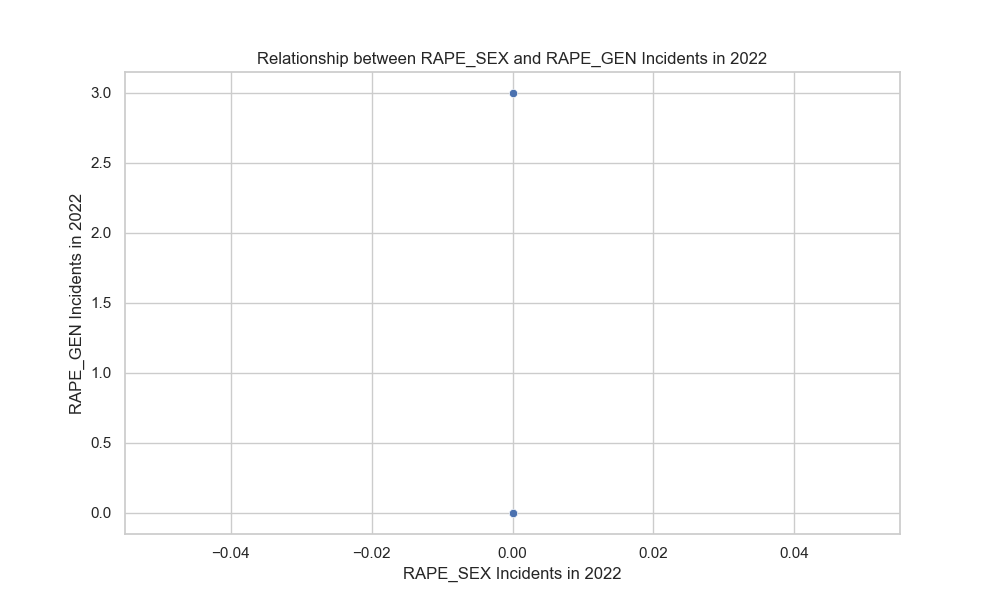 Relationship between RAPE_SEX and RAPE_GEN Incidents in 2022
3.0
2.5
2.0
1.5
1.0
0.5
0.0
RAPE_GEN Incidents in 2022
−0.04 −0.02 0.00 0.02 0.04
RAPE_SEX Incidents in 2022